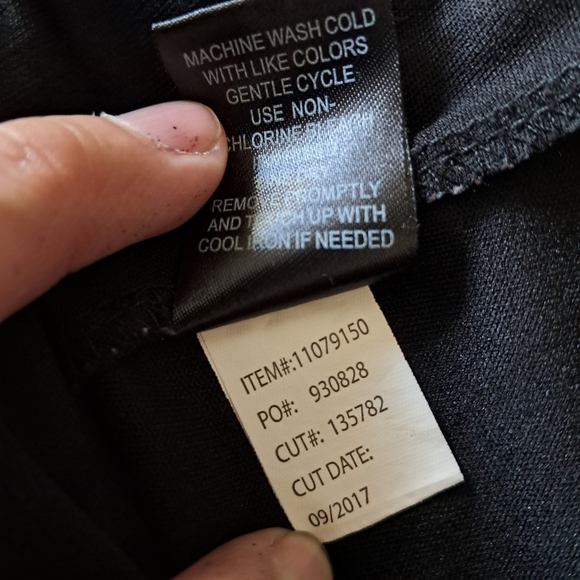 MACHINE WASH COLD
WITH LIKE COLORS
GENTLE CYCLE
USE NON-
CHLORINE
REMOVE PROMPTLY
AND TOUCH UP WITH
COOL IRON IF NEEDED
ITEM#:11079150
PO#: 930828
CUT#: 135782
CUT DATE:
09/2017